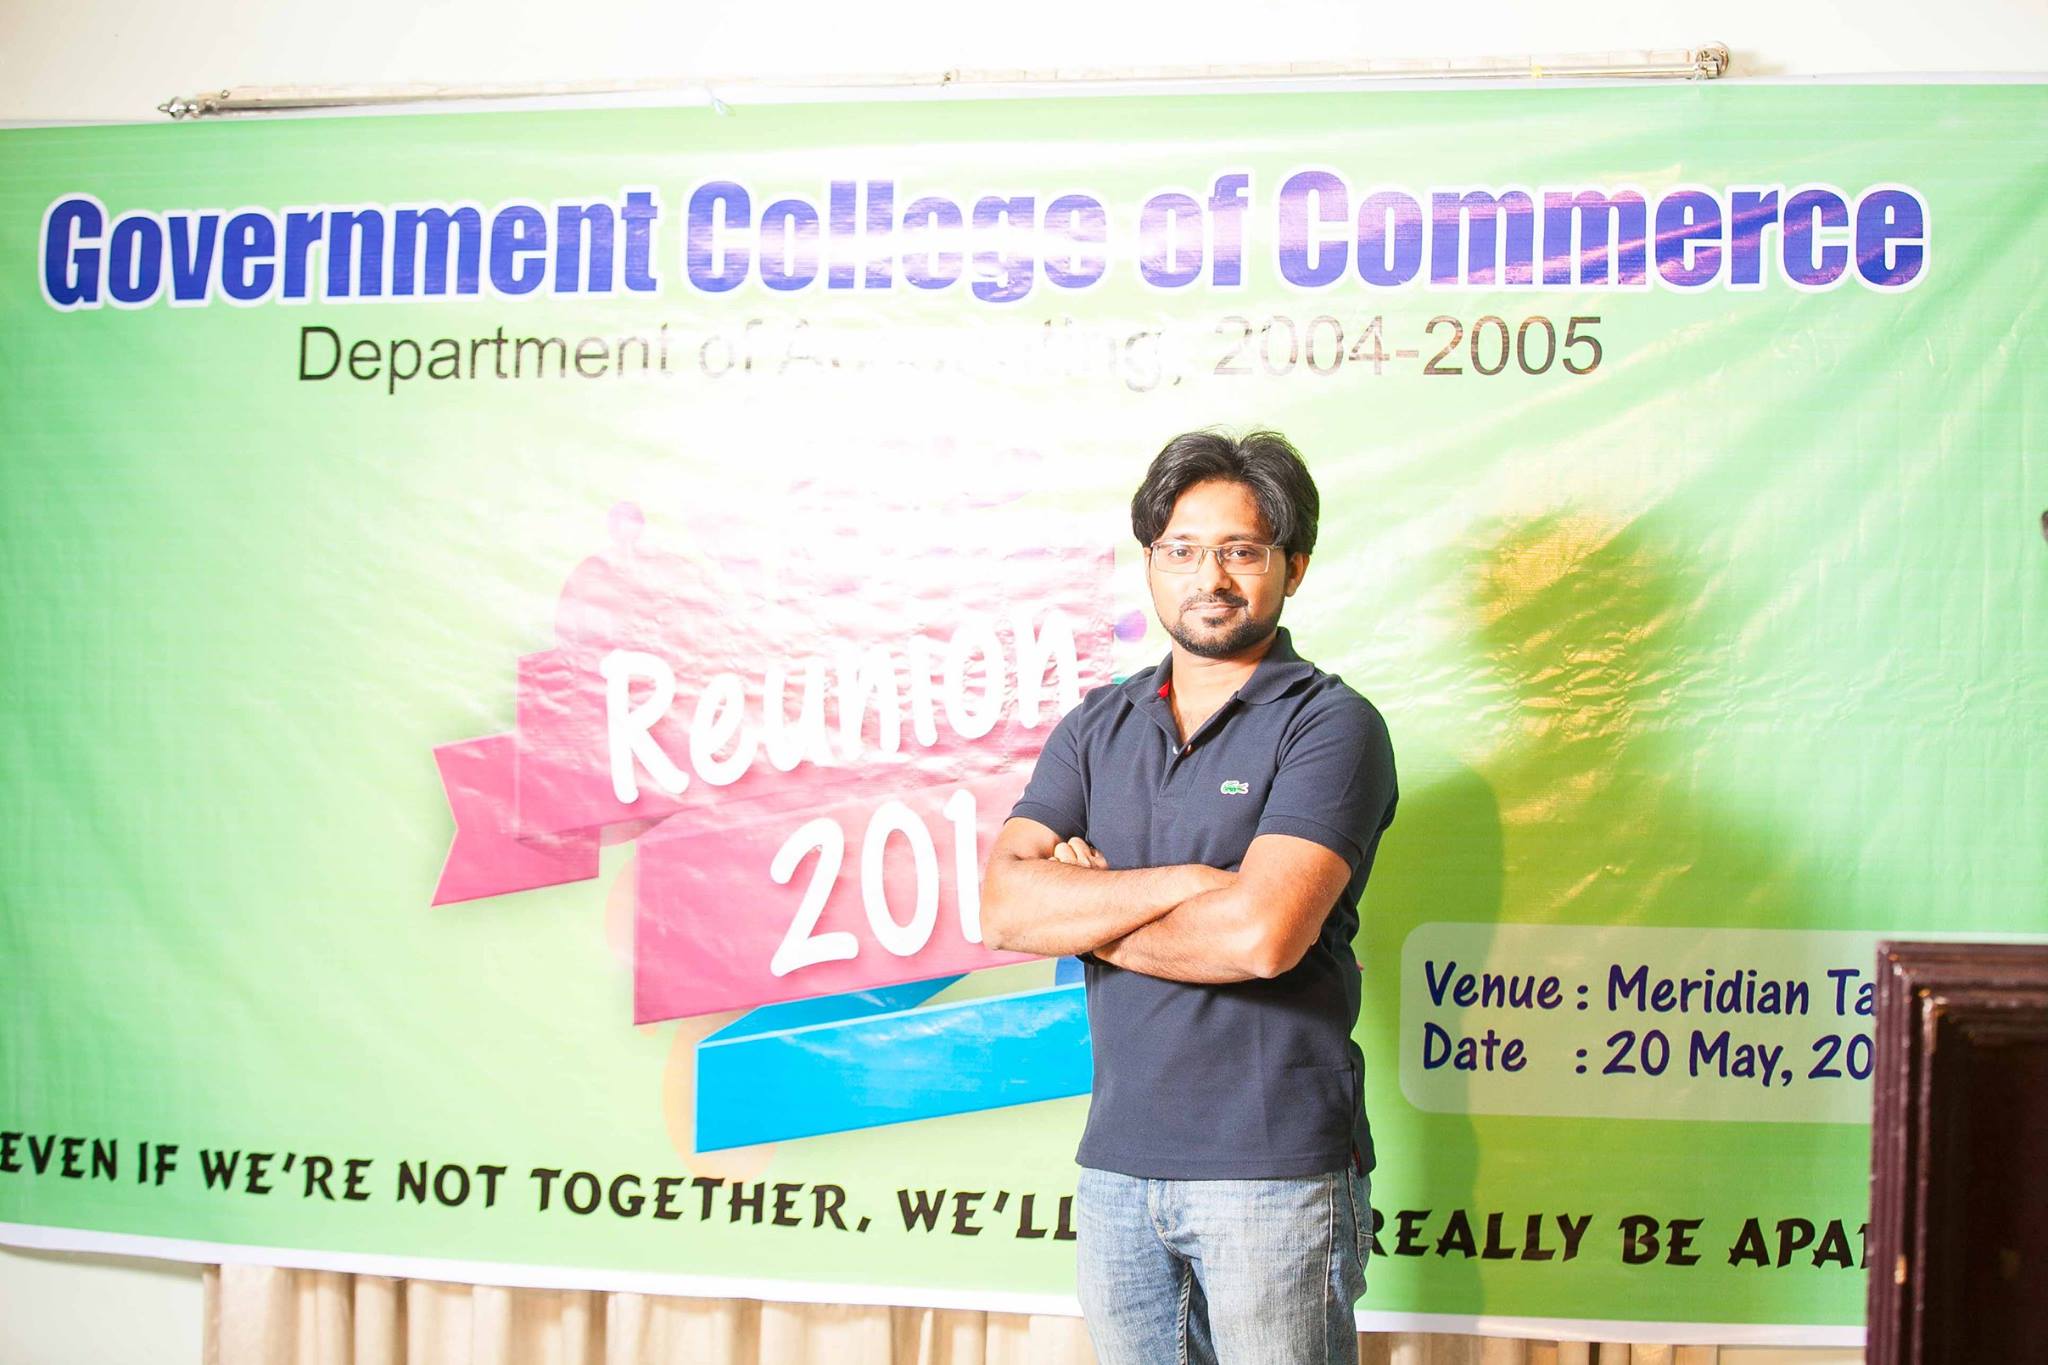 Government College of Commerce
Department of Accounting, 2004-2005
Reunion
201
Venue : Meridian Ta
Date : 20 May, 20
EVEN IF WE'RE NOT TOGETHER, WE'LL REALLY BE APA